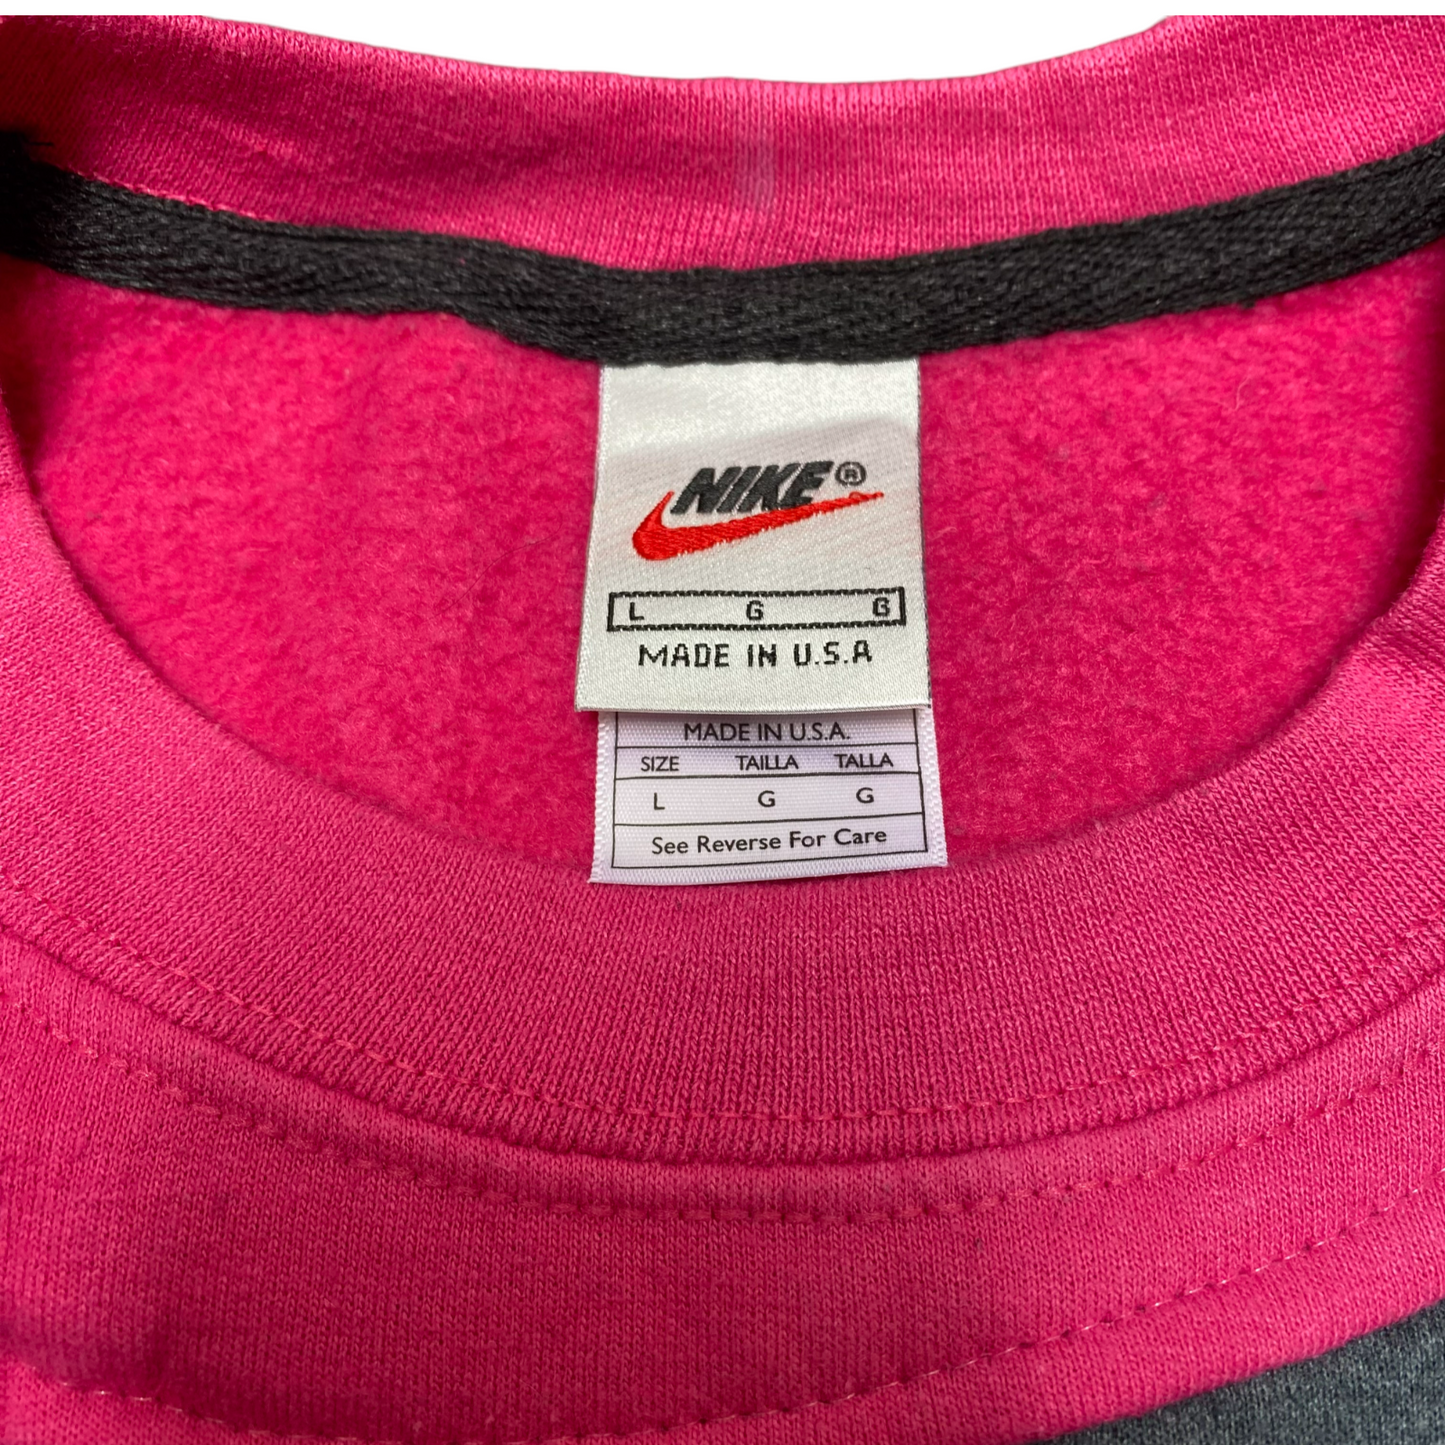 NIKE®
L G G
MADE IN U.S.A
MADE IN U.S.A.
SIZE TAILLA TALLA
L G G
See Reverse For Care